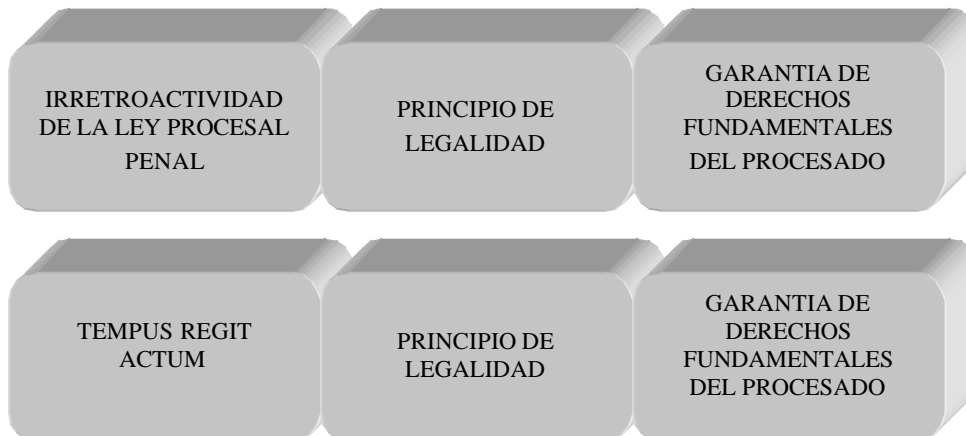 IRRETROACTIVIDAD
DE LA LEY PROCESAL
PENAL
PRINCIPIO DE
LEGALIDAD
GARANTIA DE
DERECHOS
FUNDAMENTALES
DEL PROCESADO
TEMPUS REGIT
ACTUM
PRINCIPIO DE
LEGALIDAD
GARANTIA DE
DERECHOS
FUNDAMENTALES
DEL PROCESADO